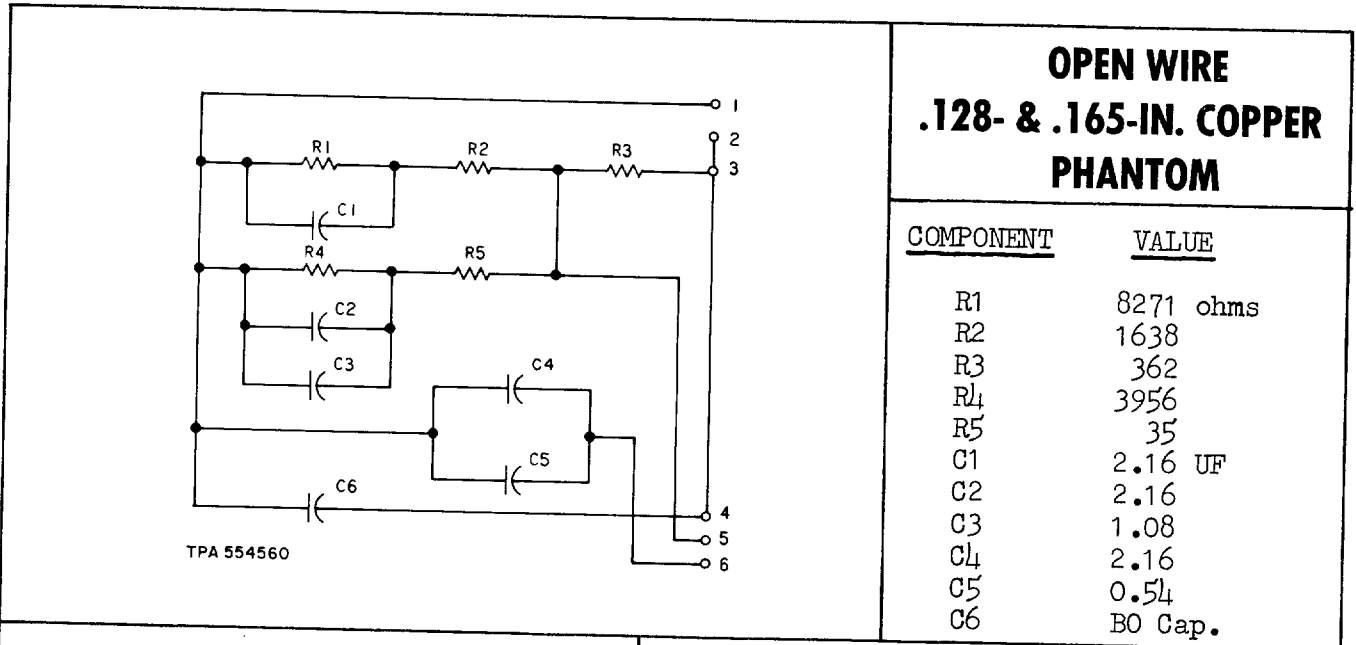 1
2
R1 R2 R3 3
C1
R4 R5
C2
C3 C4
C5
C6
4
5
6
TPA 554560
OPEN WIRE
.128- & .165-IN. COPPER
PHANTOM
COMPONENT VALUE
R1 8271 ohms
R2 1638
R3 362
R4 3956
R5 35
C1 2.16 UF
C2 2.16
C3 1.08
C4 2.16
C5 0.54
C6 BO Cap.